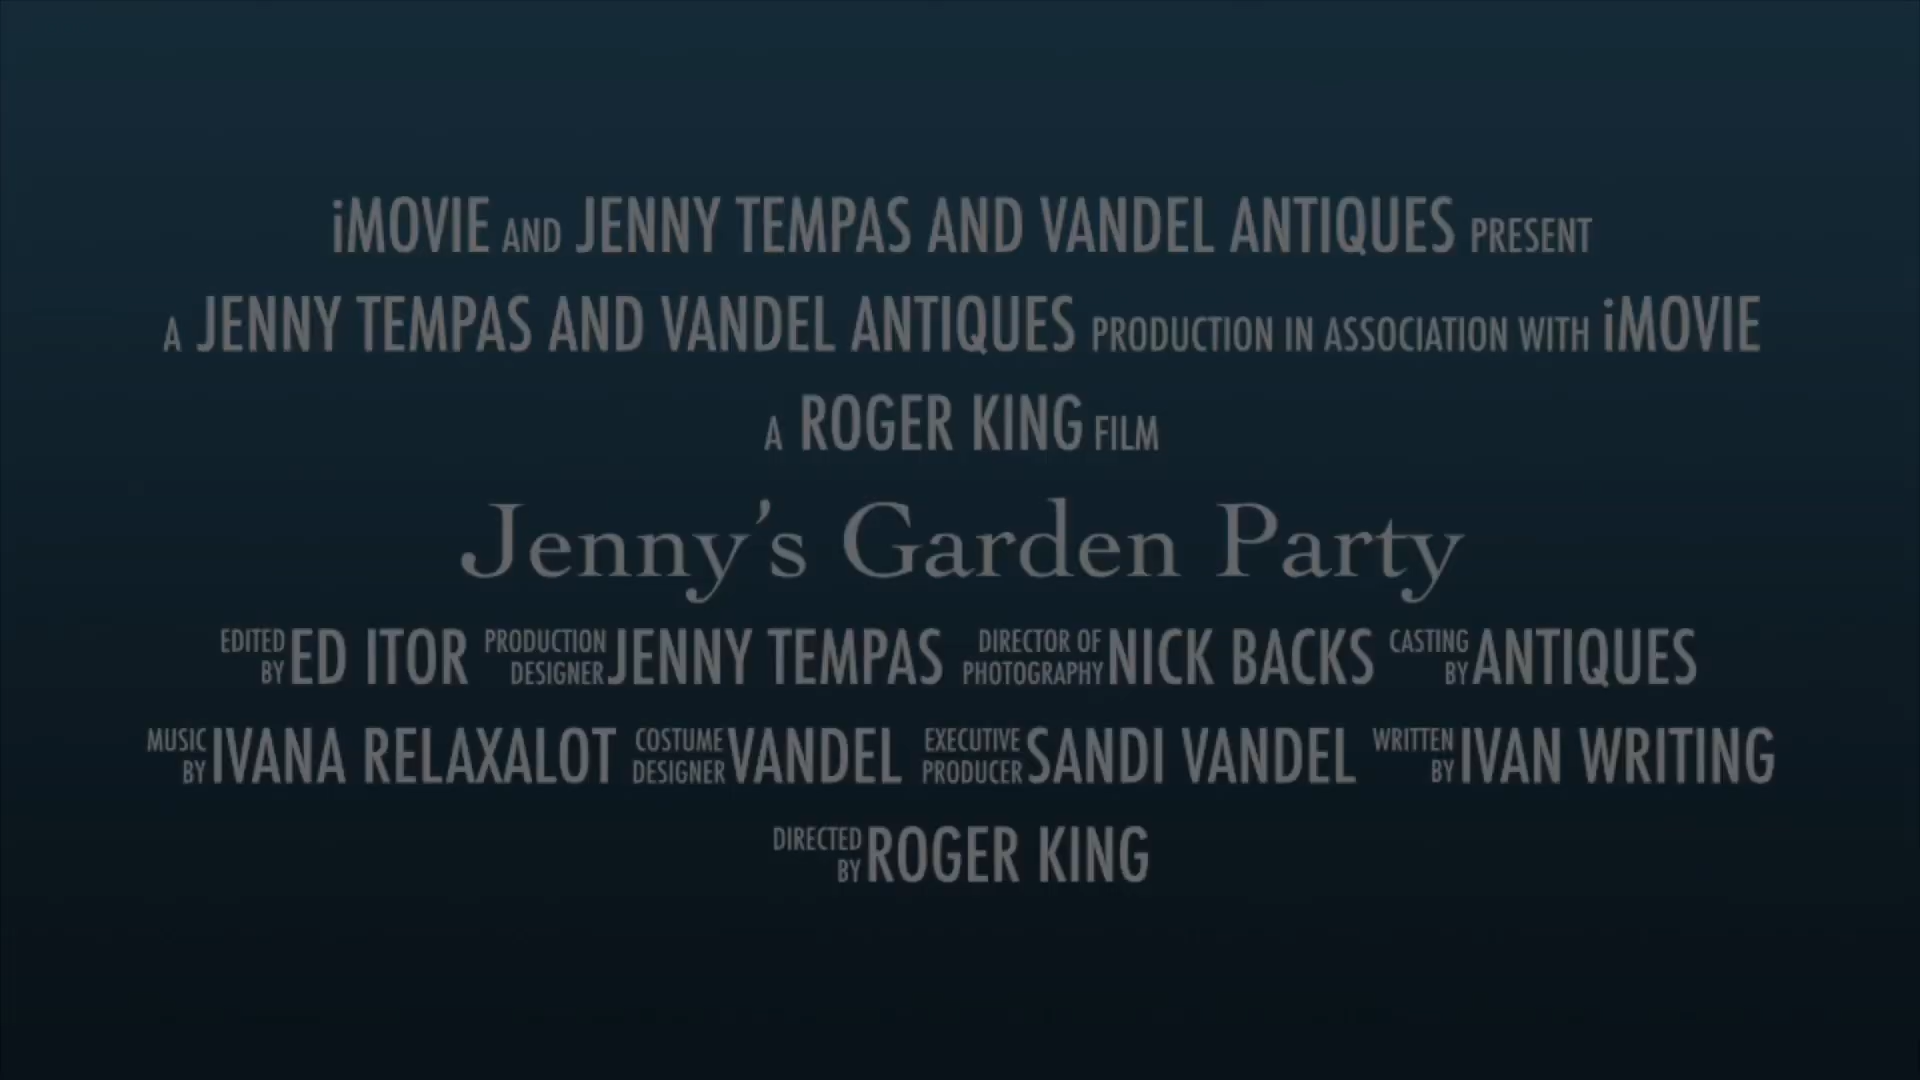 iMOVIE AND JENNY TEMPAS AND VANDEL ANTIQUES PRESENT
A JENNY TEMPAS AND VANDEL ANTIQUES PRODUCTION IN ASSOCIATION WITH iMOVIE
A ROGER KING FILM
Jenny’s Garden Party
EDITED BY ED ITOR PRODUCTION DESIGNER JENNY TEMPAS DIRECTOR OF PHOTOGRAPHY NICK BACKS CASTING BY ANTIQUES
MUSIC BY IVANA RELAXALOT COSTUME DESIGNER VANDEL EXECUTIVE PRODUCER SANDI VANDEL WRITTEN BY IVAN WRITING
DIRECTED BY ROGER KING